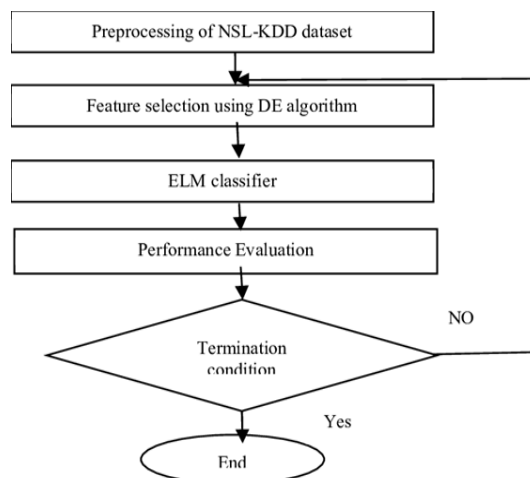 Preprocessing of NSL-KDD dataset
Feature selection using DE algorithm
ELM classifier
Performance Evaluation
NO
Termination
condition
Yes
End